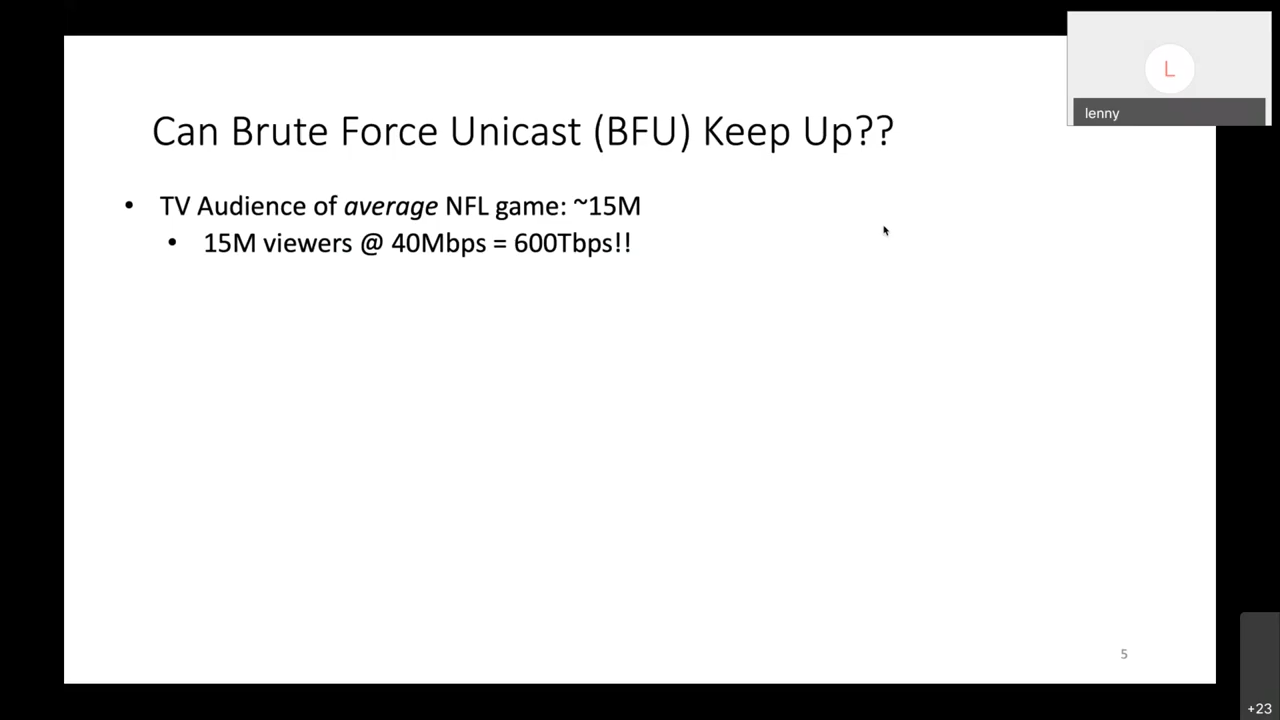 L
lenny
Can Brute Force Unicast (BFU) Keep Up??
• TV Audience of average NFL game: ~15M
• 15M viewers @ 40Mbps = 600Tbps!!
5
+23